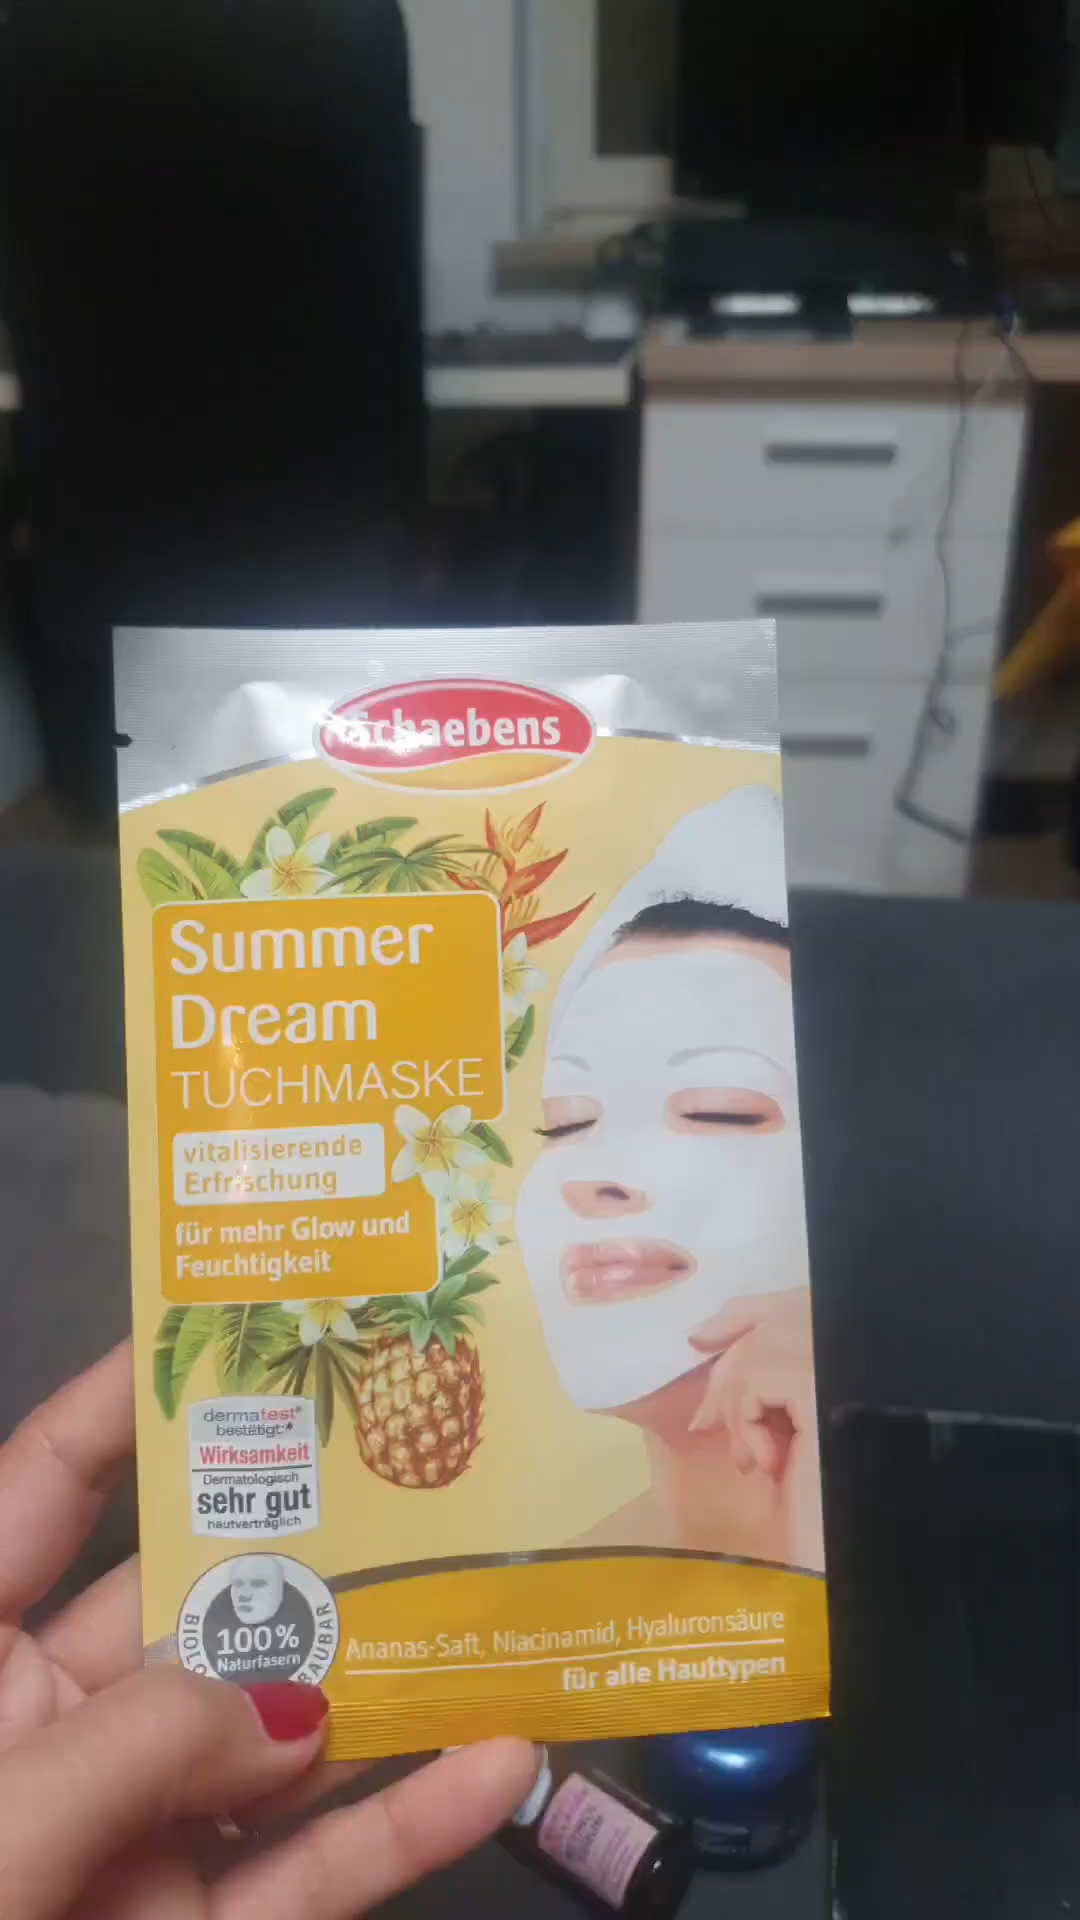 Schaebens
Summer
Dream
TUCHMASKE
vitalisierende
Erfrischung
für mehr Glow und
Feuchtigkeit
dermatest®
bestätigt:*
Wirksamkeit
Dermatologisch
sehr gut
hautverträglich
100%
Naturfasern
Ananas-Saft, Niacinamid, Hyaluronsäure
für alle Hauttypen